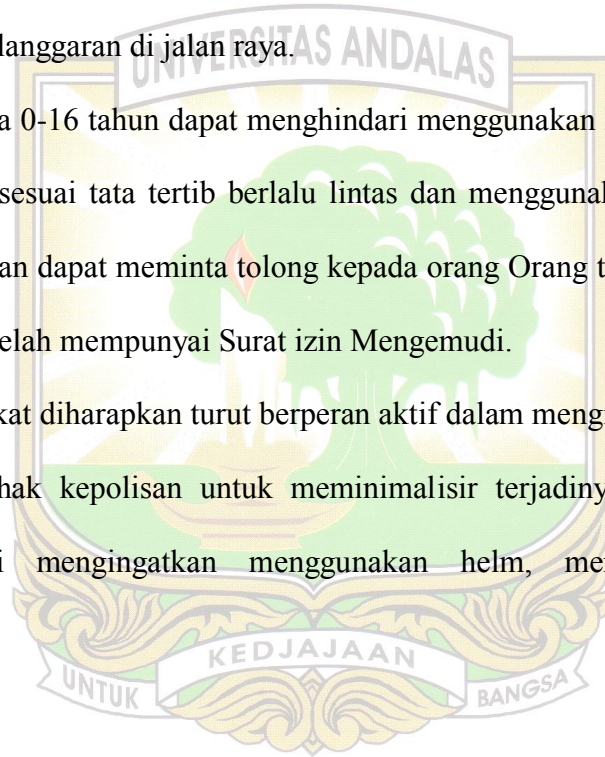 UNIVERSITAS ANDALAS
langgaran di jalan raya.
a 0-16 tahun dapat menghindari menggunakan
sesuai tata tertib berlalu lintas dan menggunal
an dapat meminta tolong kepada orang Orang t
elah mempunyai Surat izin Mengemudi.
kat diharapkan turut berperan aktif dalam mengi
hak kepolisan untuk meminimalisir terjadiny
i mengingatkan menggunakan helm, me
UNTUK KEDJAJAAN BANGSA